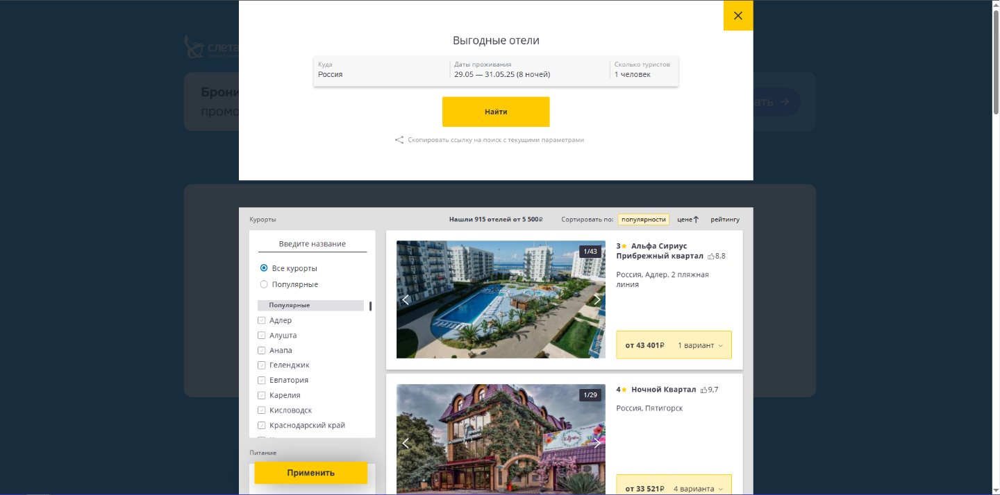 Выгодные отели
слета
Куда
Россия
Даты проживания
29.05 — 31.05.25 (8 ночей)
Сколько туристов
1 человек
Брони
промо
ать →
Найти
Скопировать ссылку на поиск с текущими параметрами
Курорты
Нашли 915 отелей от 5 500₽
Сортировать по:
популярности
цене↑
рейтингу
Введите название
Все курорты
Популярные
Популярные
Адлер
Алушта
Анапа
Геленджик
Евпатория
Карелия
Кисловодск
Краснодарский край
Питание
Применить
1/43
3★ Альфа Сириус
Прибрежный квартал 8,8
Россия, Адлер, 2 пляжная
линия
от 43 401₽ 1 вариант
1/29
4★ Ночной Квартал 9,7
Россия, Пятигорск
от 33 521₽ 4 варианта